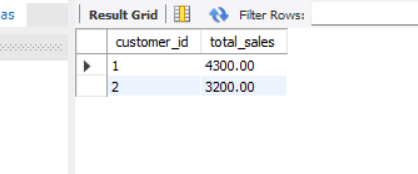 as
Result Grid Filter Rows:
customer_id total_sales
1 4300.00
2 3200.00